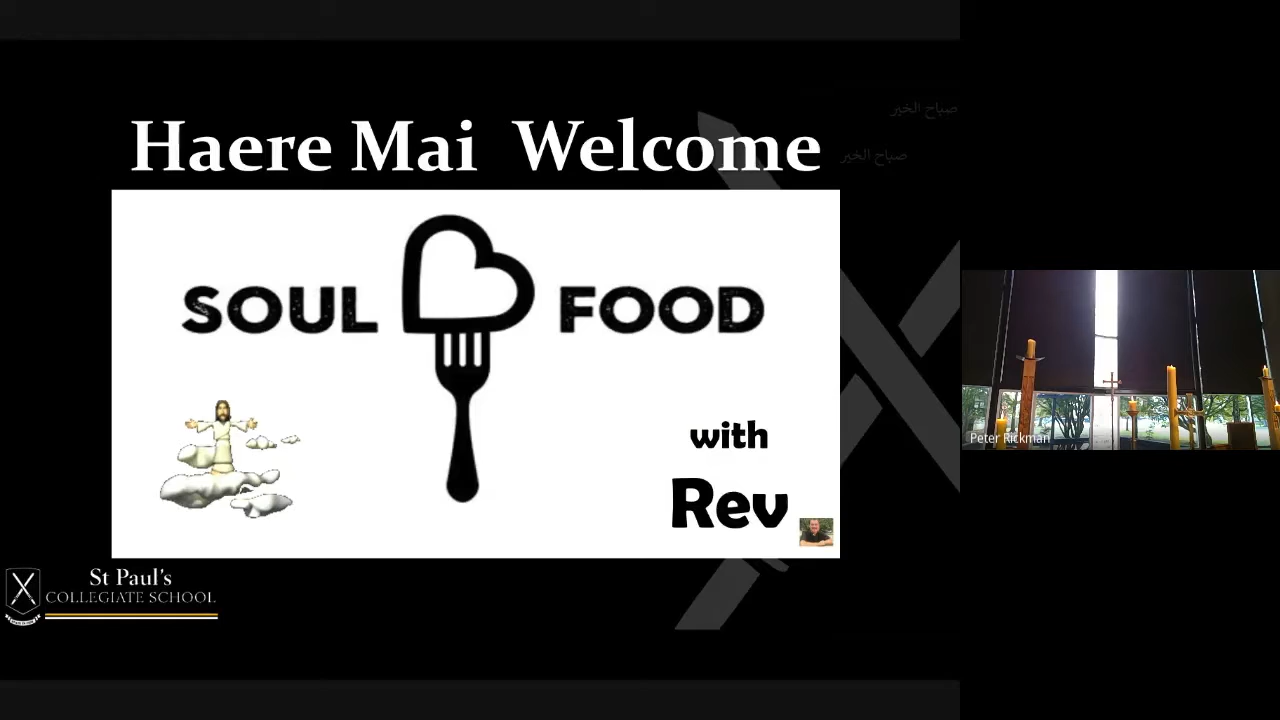 صباح الخير
Haere Mai Welcome
صباح الخير
SOUL FOOD
with
Rev
Peter Rickman
St Paul's
COLLEGIATE SCHOOL